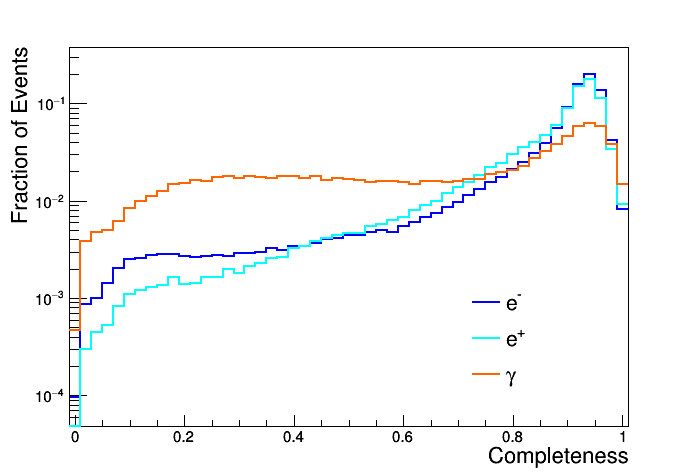 Fraction of Events
10⁻¹
10⁻²
10⁻³
10⁻⁴
e⁻
e⁺
γ
0 0.2 0.4 0.6 0.8 1
Completeness